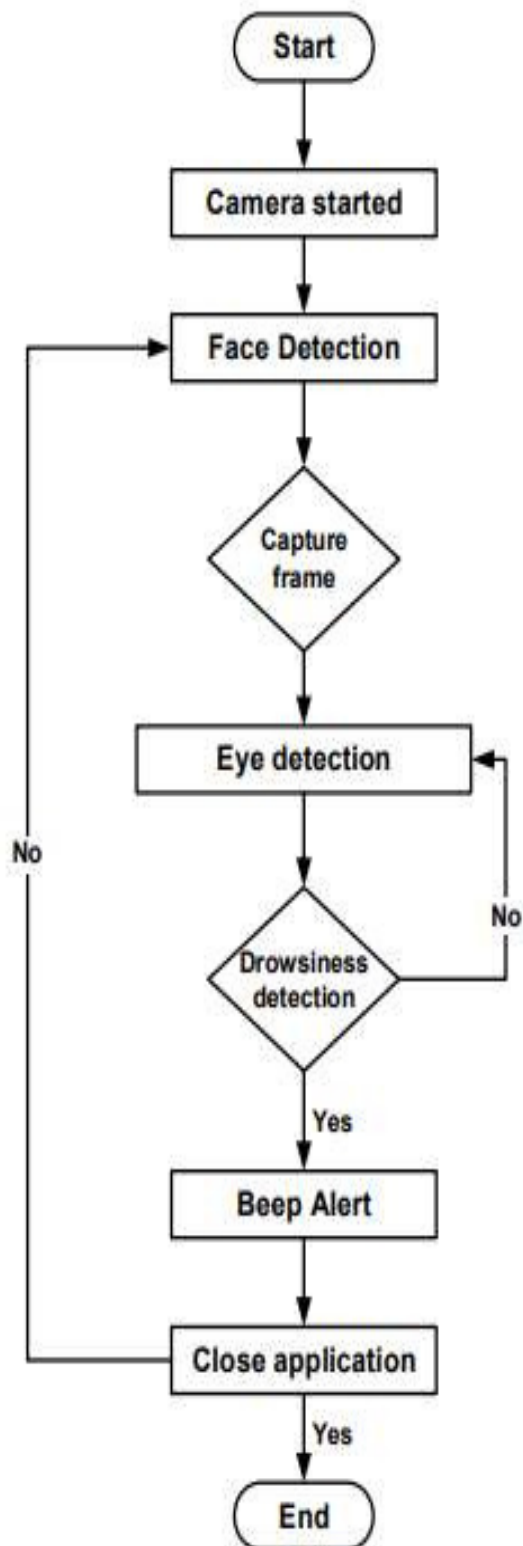 Start
Camera started
Face Detection
Capture
frame
Eye detection
No
No
Drowsiness
detection
Yes
Beep Alert
Close application
Yes
End